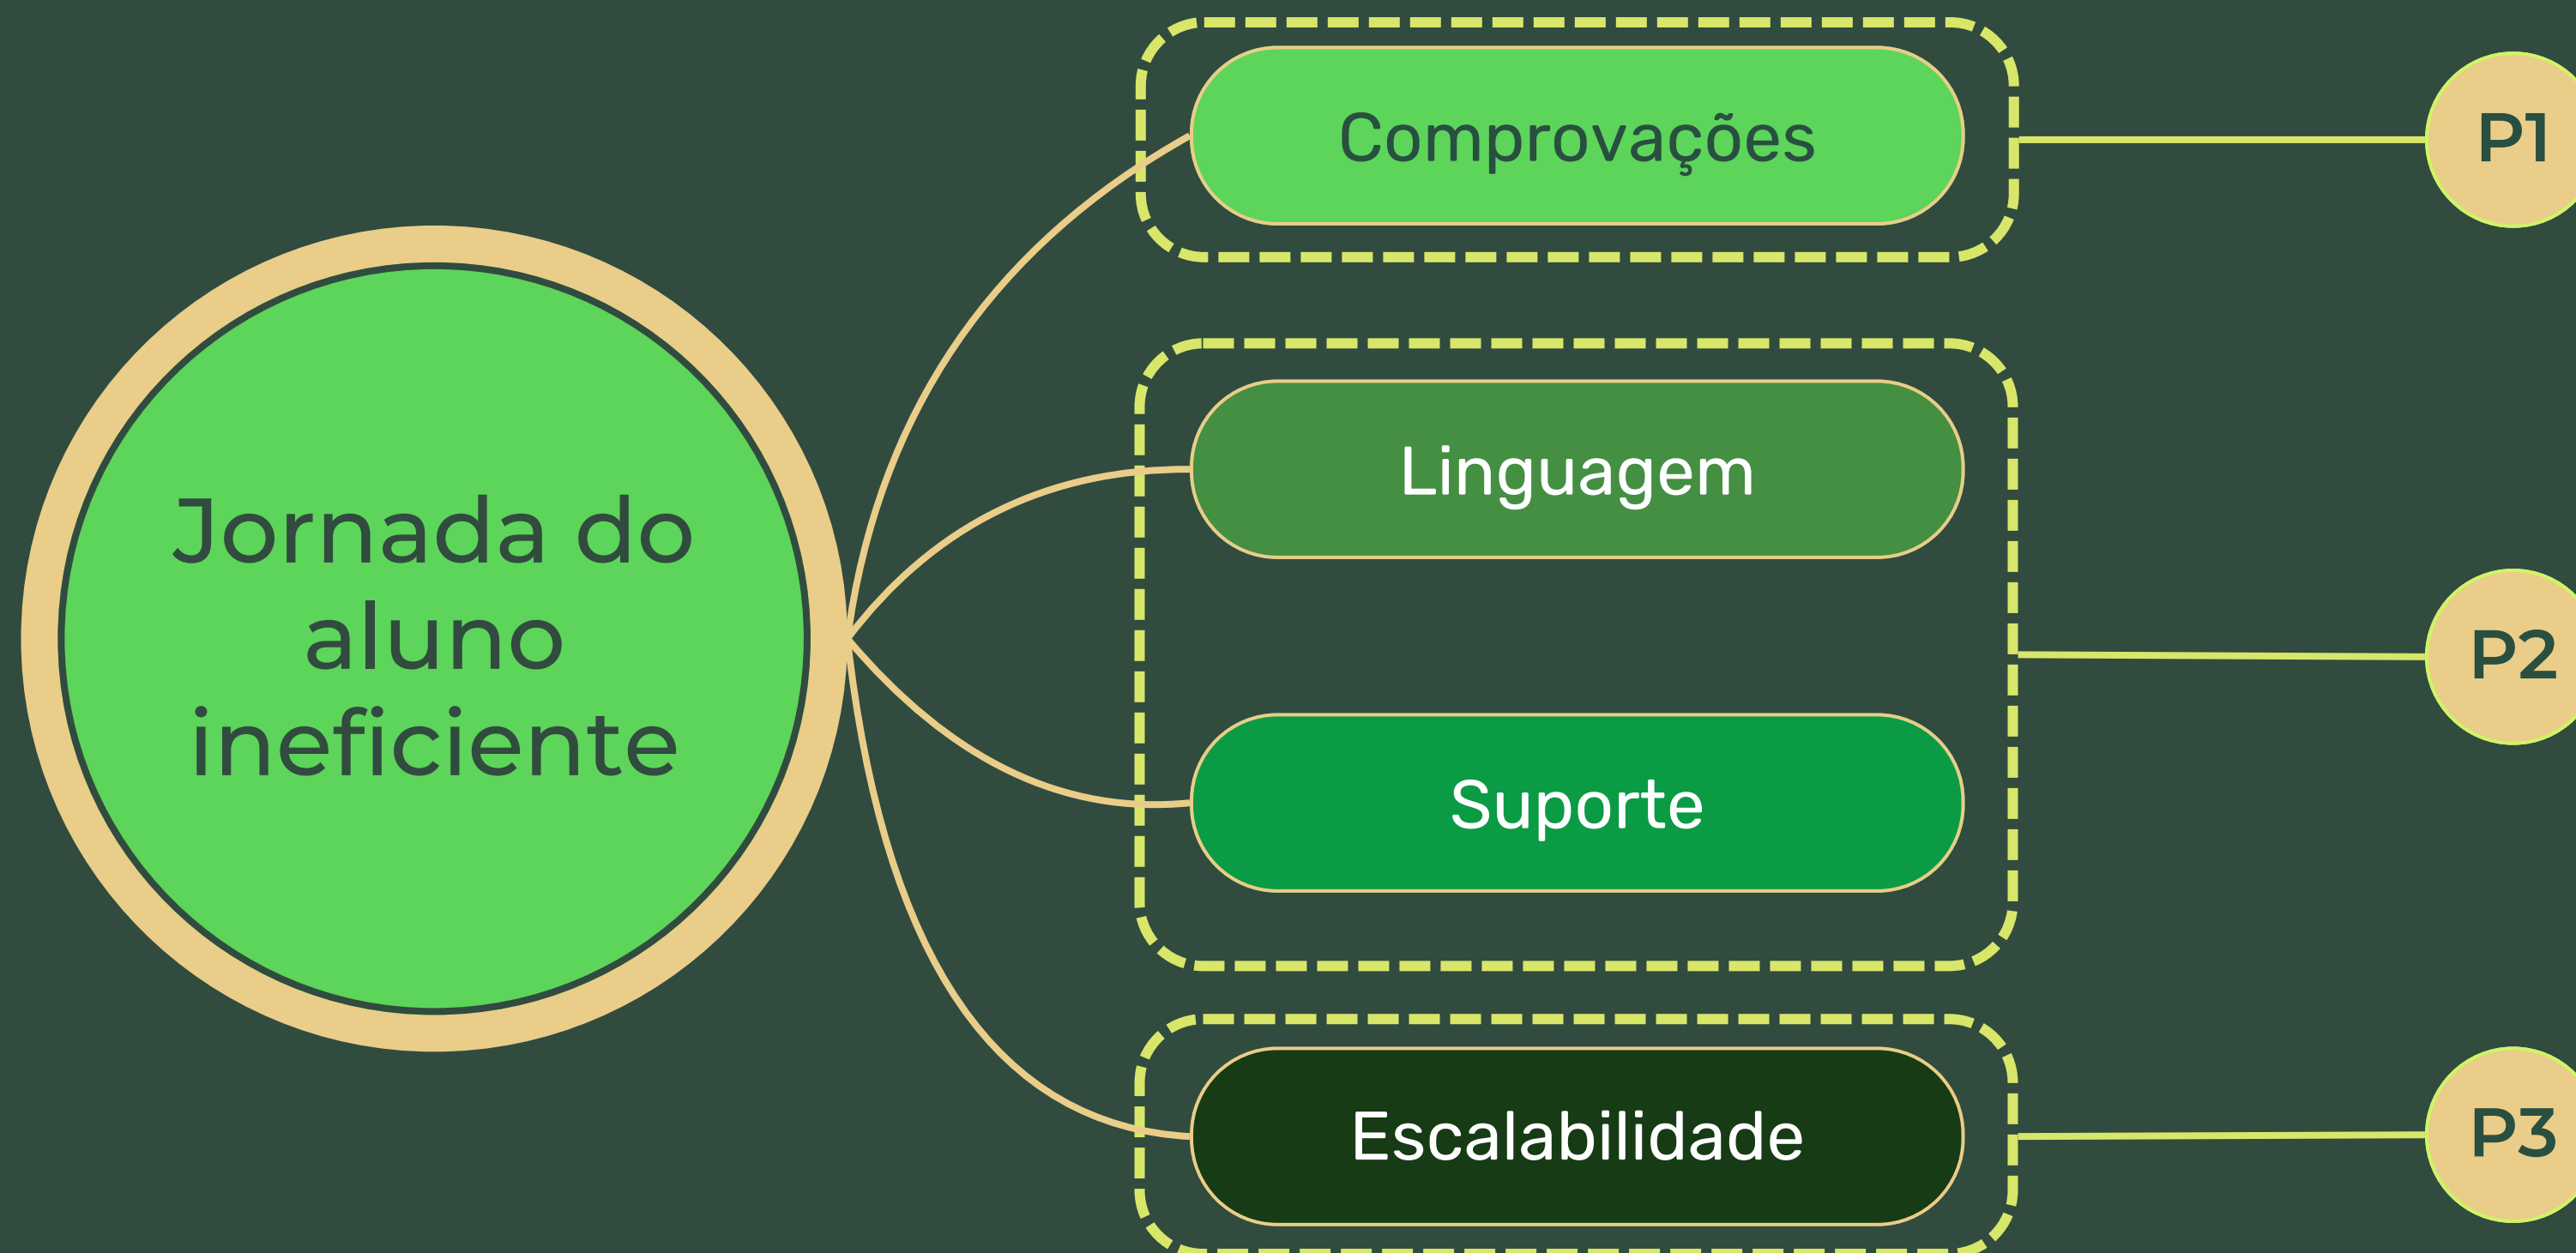 Jornada do
aluno
ineficiente
Comprovações
P1
Linguagem
Suporte
P2
Escalabilidade
P3